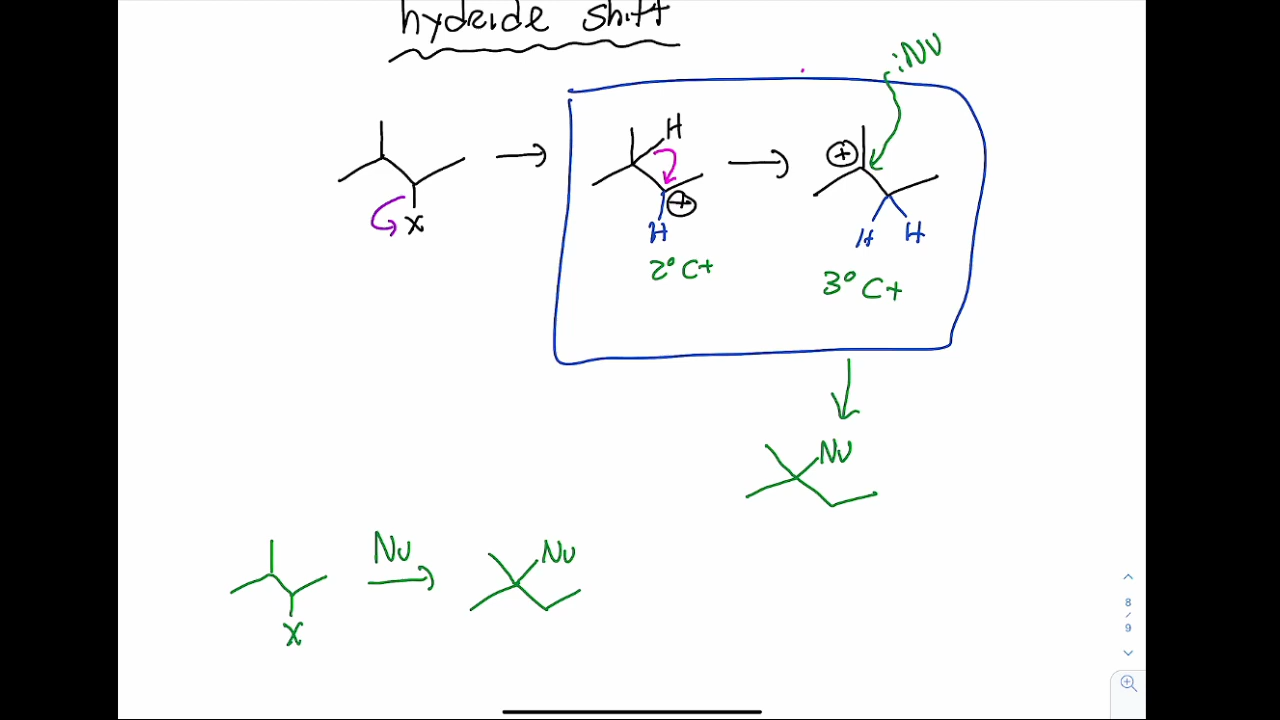 hydride shift
:Nu
H
⊕
X
⊕
H
H H
2° C+
3° C+
Nu
Nu
Nu
X
8
/
9